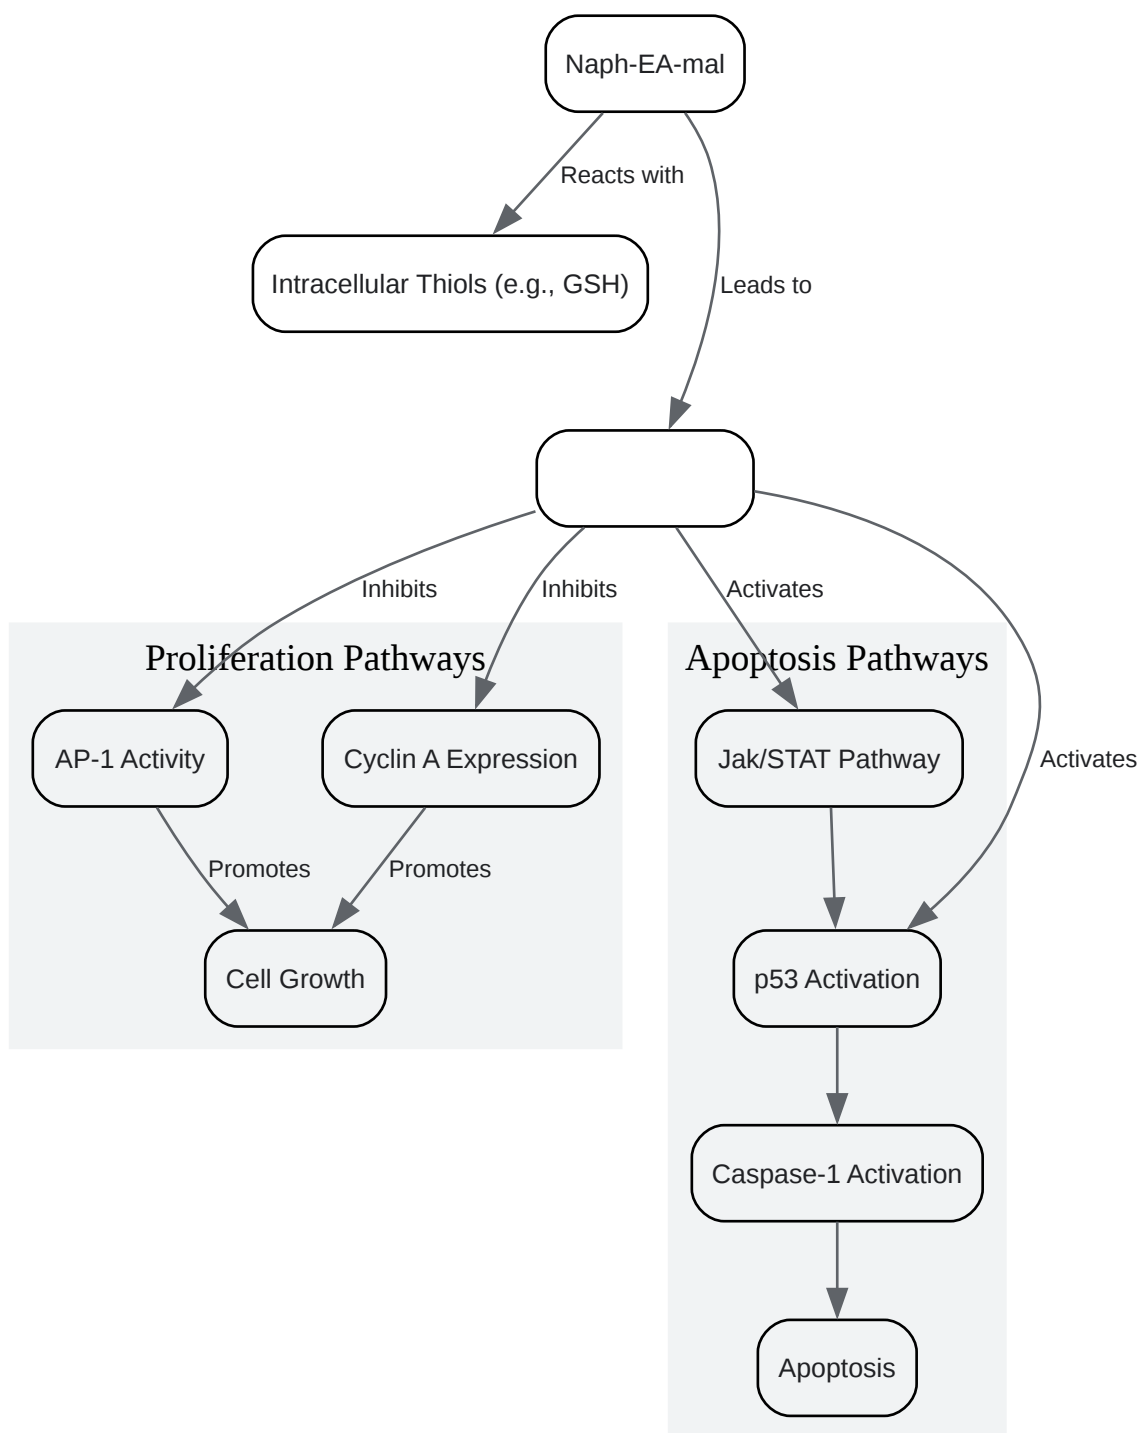 Naph-EA-mal
Reacts with
Intracellular Thiols (e.g., GSH)
Leads to
Inhibits
Inhibits
Activates
Proliferation Pathways
Apoptosis Pathways
AP-1 Activity
Cyclin A Expression
Jak/STAT Pathway
Activates
Promotes
Promotes
Cell Growth
p53 Activation
Caspase-1 Activation
Apoptosis